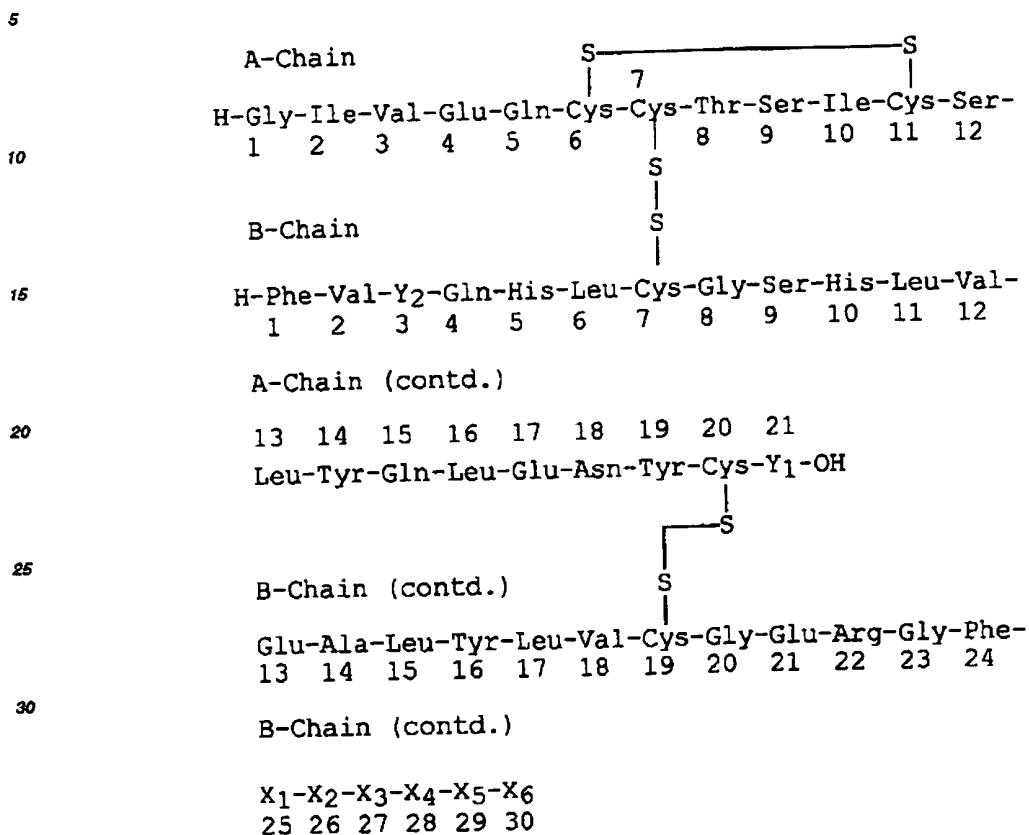 5
A-Chain
S S
7
H-Gly-Ile-Val-Glu-Gln-Cys-Cys-Thr-Ser-Ile-Cys-Ser-
1 2 3 4 5 6 8 9 10 11 12
10
S
S
B-Chain
15
H-Phe-Val-Y2-Gln-His-Leu-Cys-Gly-Ser-His-Leu-Val-
1 2 3 4 5 6 7 8 9 10 11 12
A-Chain (contd.)
20
13 14 15 16 17 18 19 20 21
Leu-Tyr-Gln-Leu-Glu-Asn-Tyr-Cys-Y1-OH
S
25
S
B-Chain (contd.)
Glu-Ala-Leu-Tyr-Leu-Val-Cys-Gly-Glu-Arg-Gly-Phe-
13 14 15 16 17 18 19 20 21 22 23 24
30
B-Chain (contd.)
X1-X2-X3-X4-X5-X6
25 26 27 28 29 30